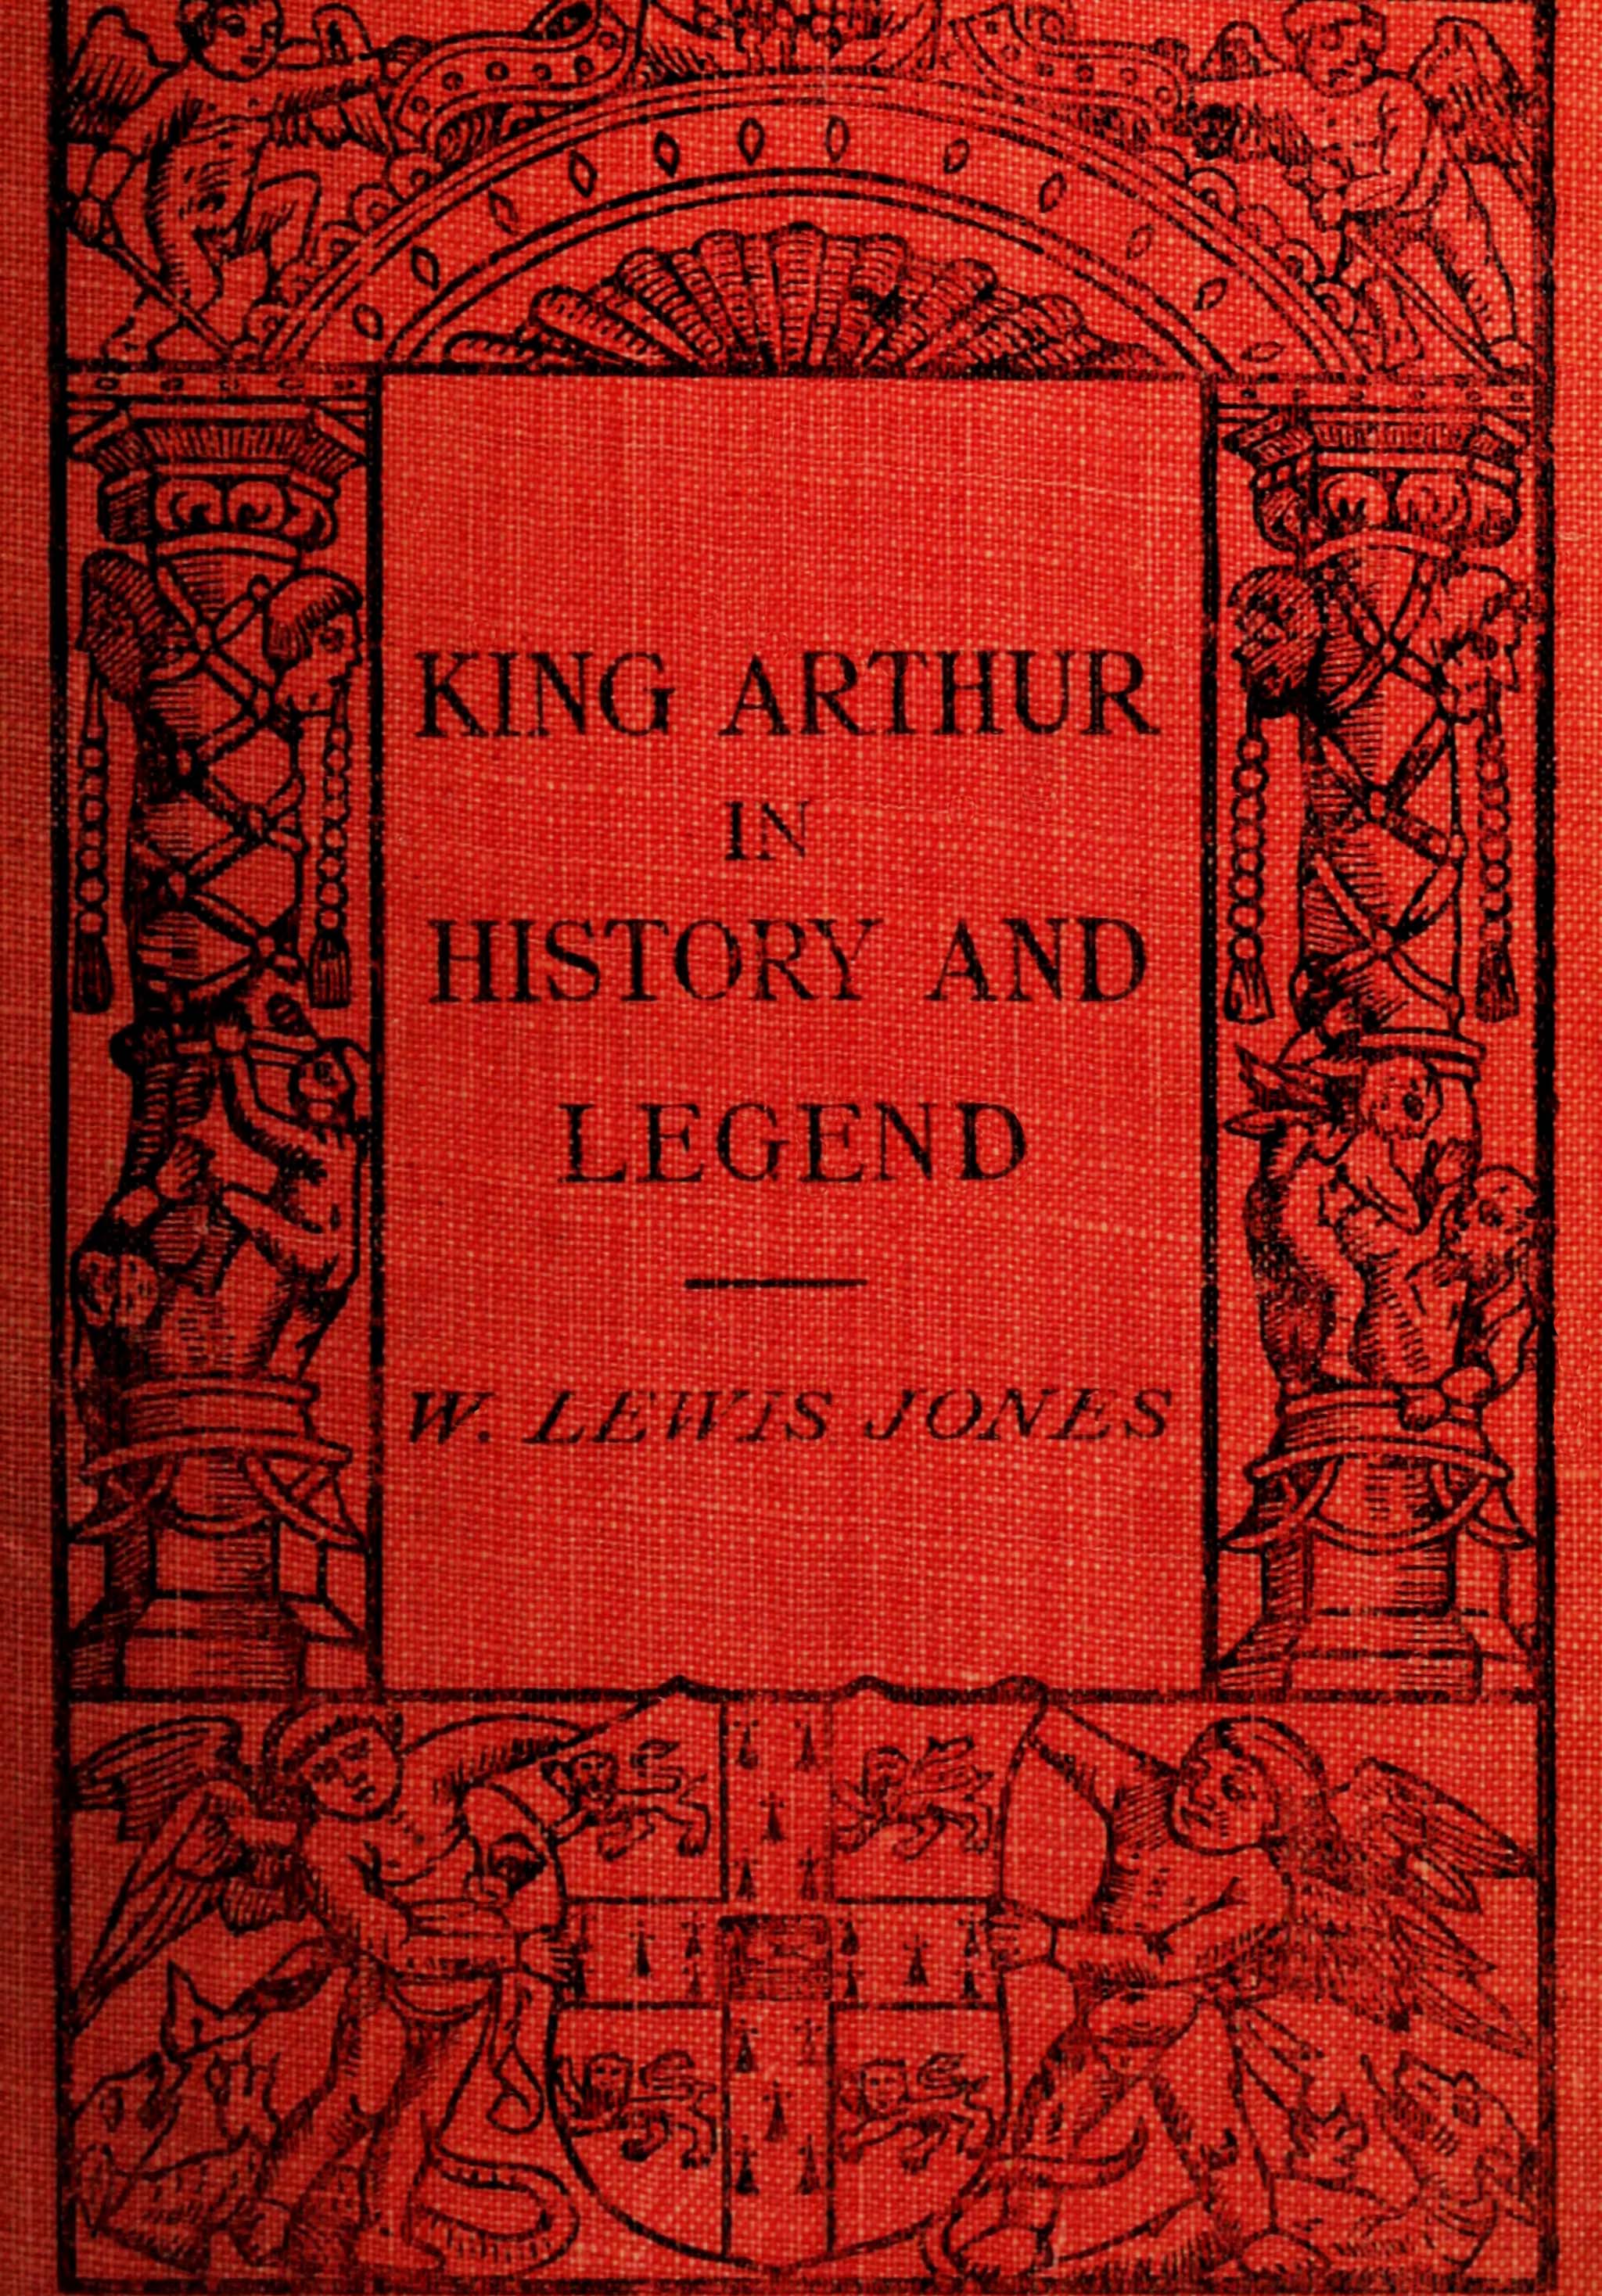 KING ARTHUR
IN
HISTORY AND
LEGEND
W. LEWIS JONES